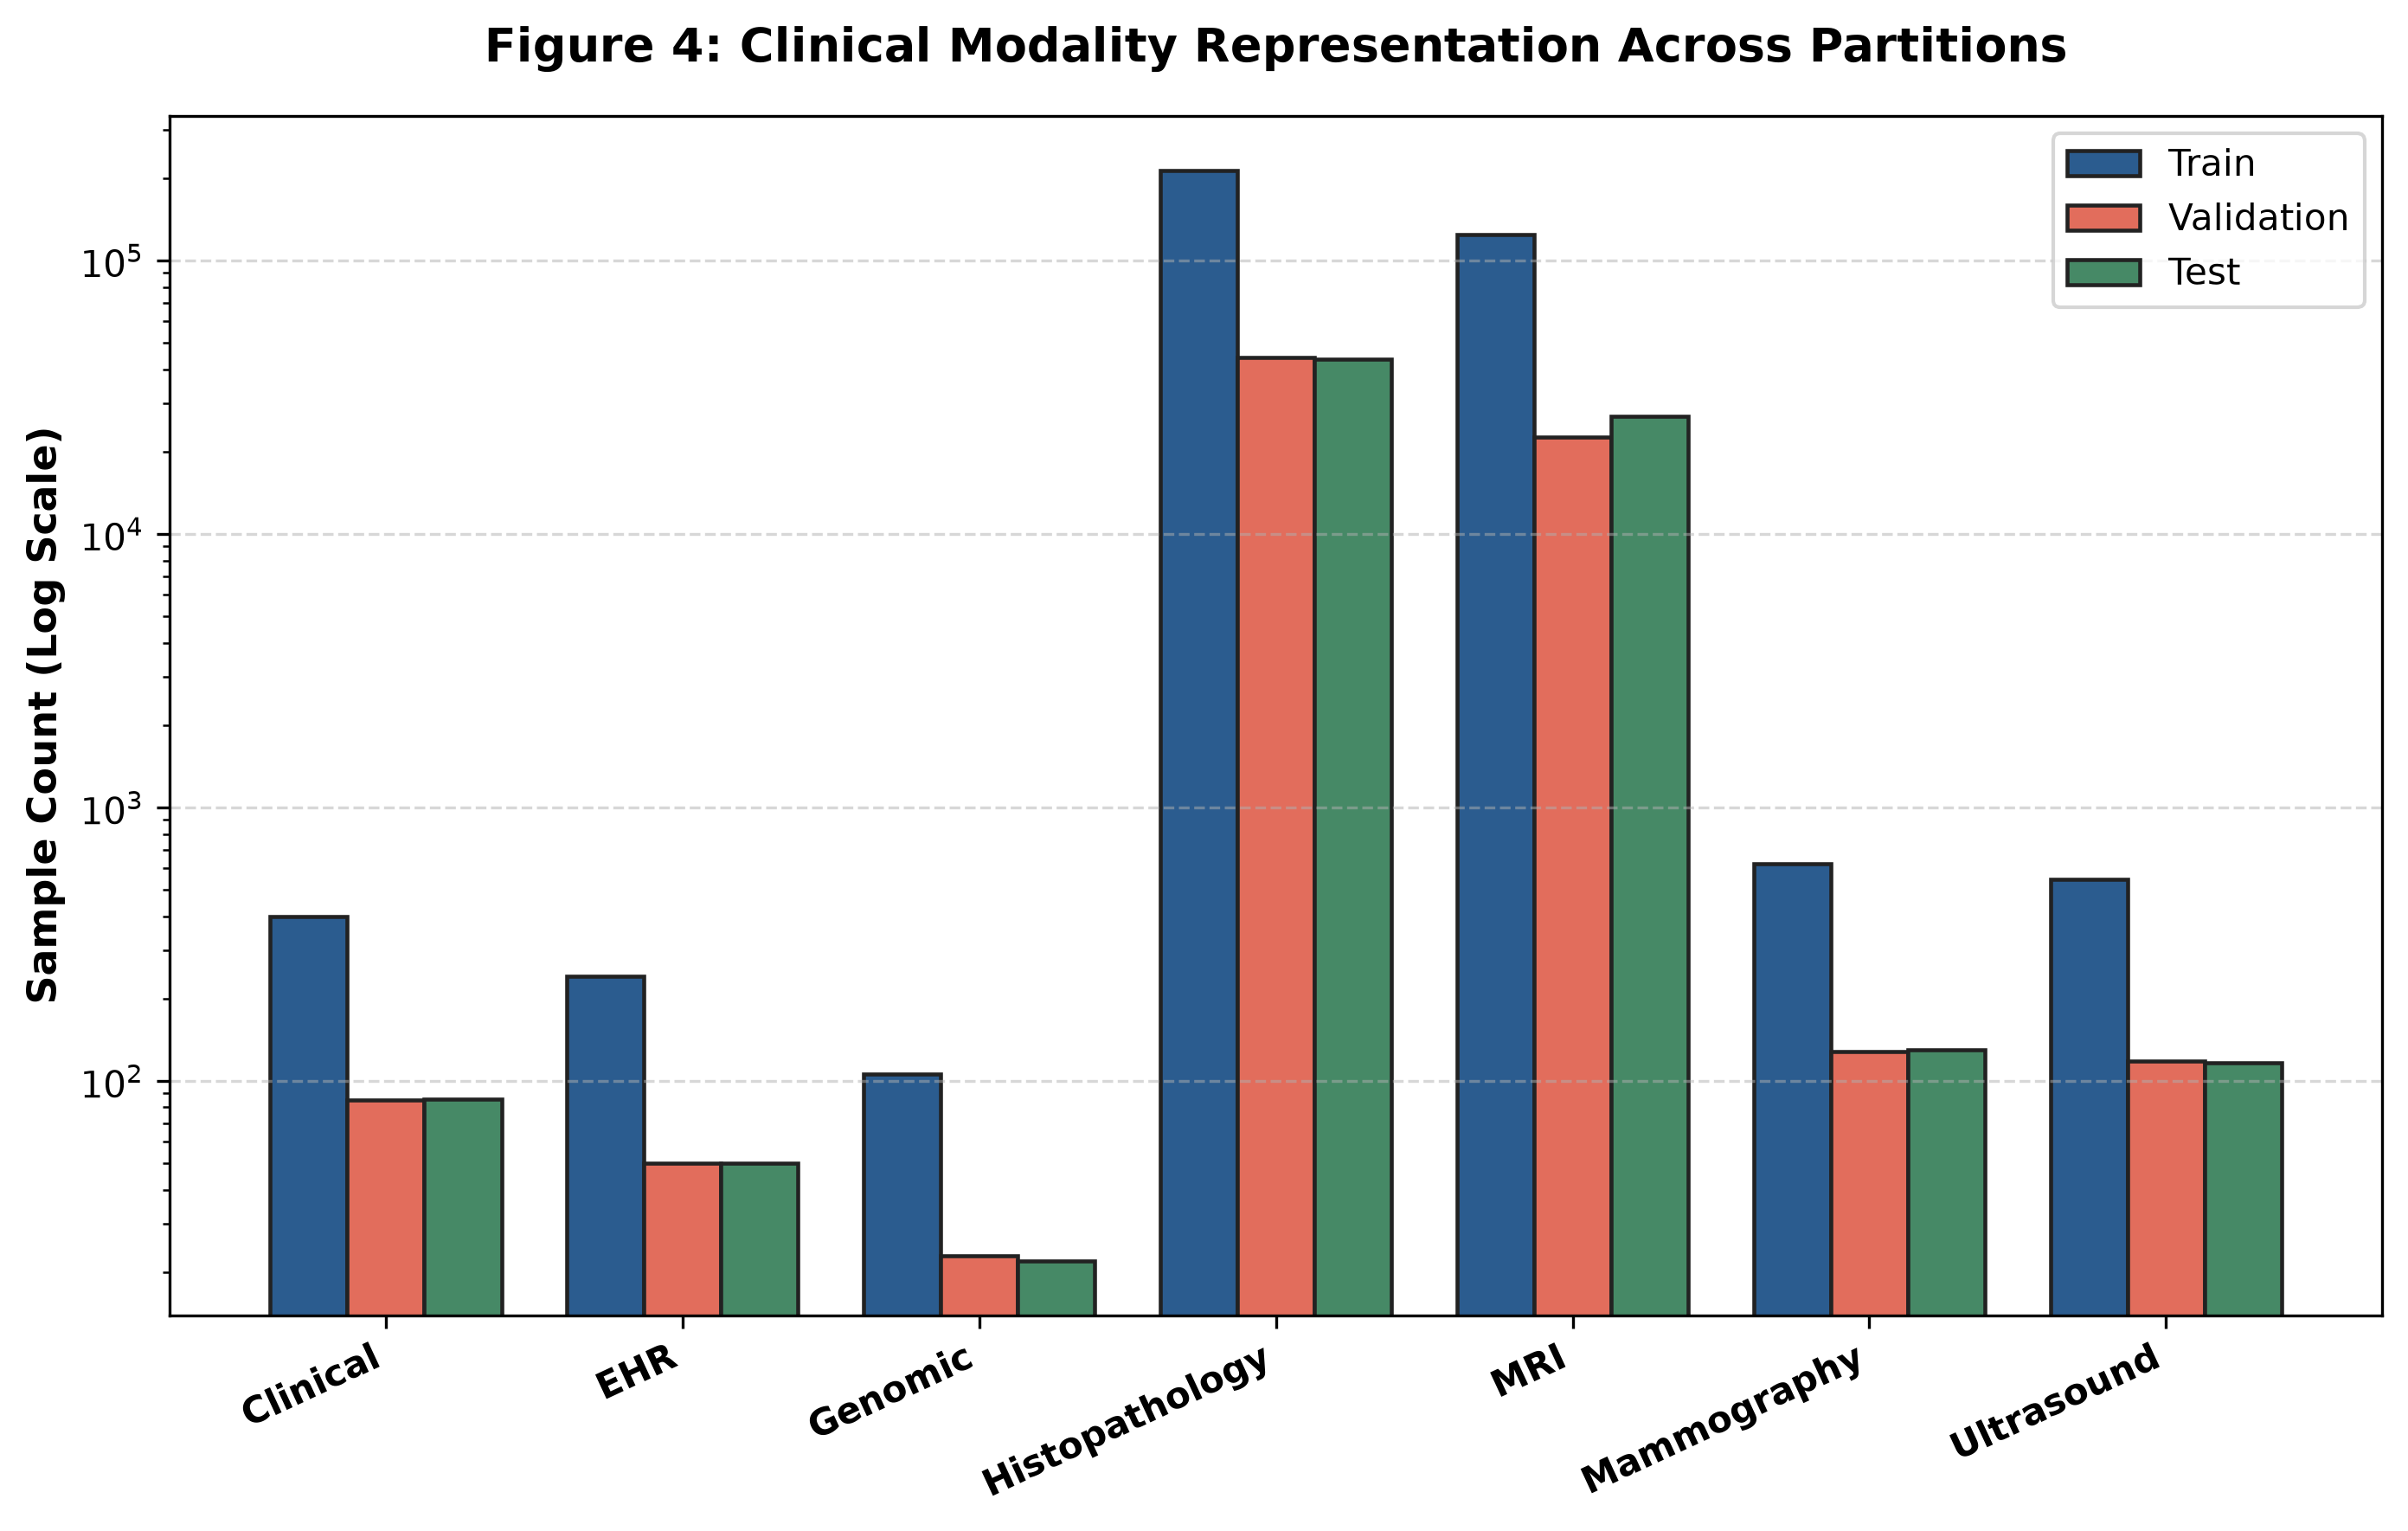 Figure 4: Clinical Modality Representation Across Partitions
Train
Validation
Test
Sample Count (Log Scale)
10⁵
10⁴
10³
10²
Clinical
EHR
Genomic
Histopathology
MRI
Mammography
Ultrasound